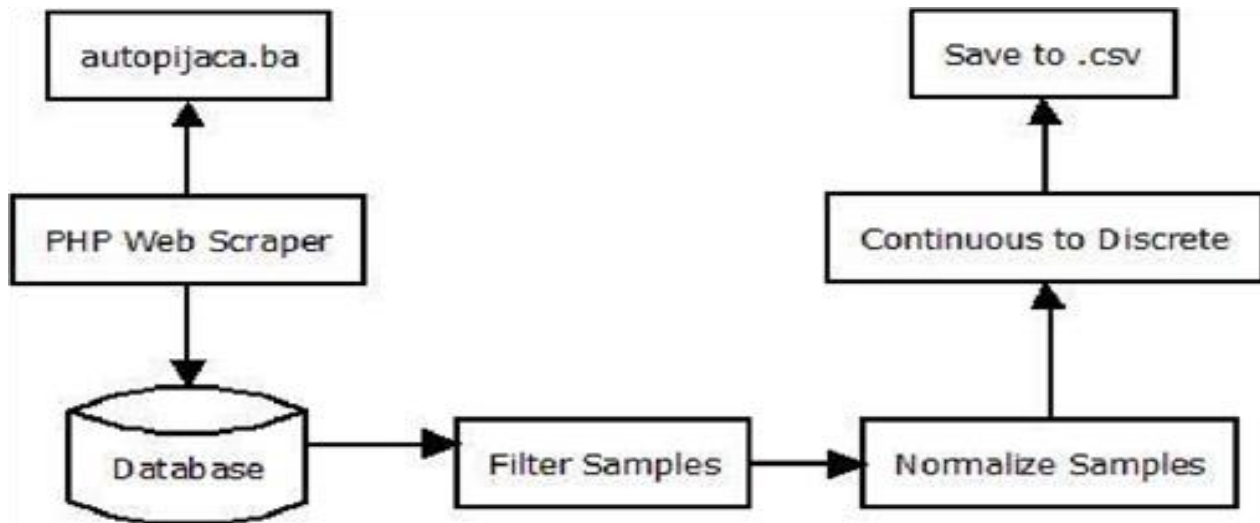 autopijaca.ba
Save to .csv
PHP Web Scraper
Continuous to Discrete
Database
Filter Samples
Normalize Samples